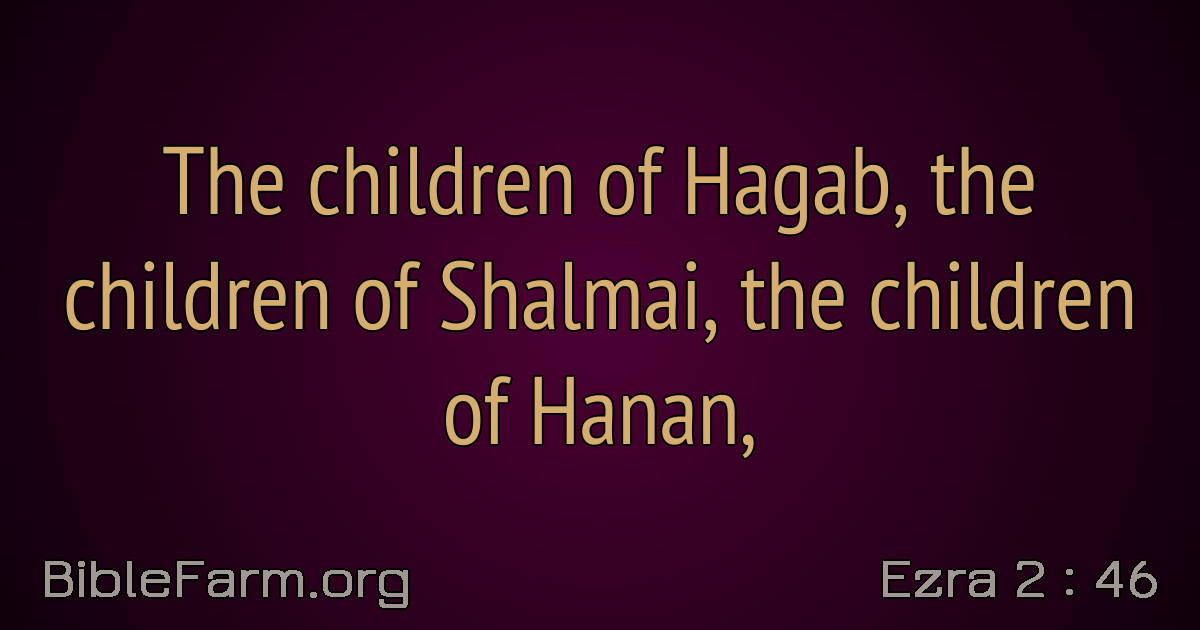 The children of Hagab, the
children of Shalmai, the children
of Hanan,
BibleFarm.org
Ezra 2 : 46